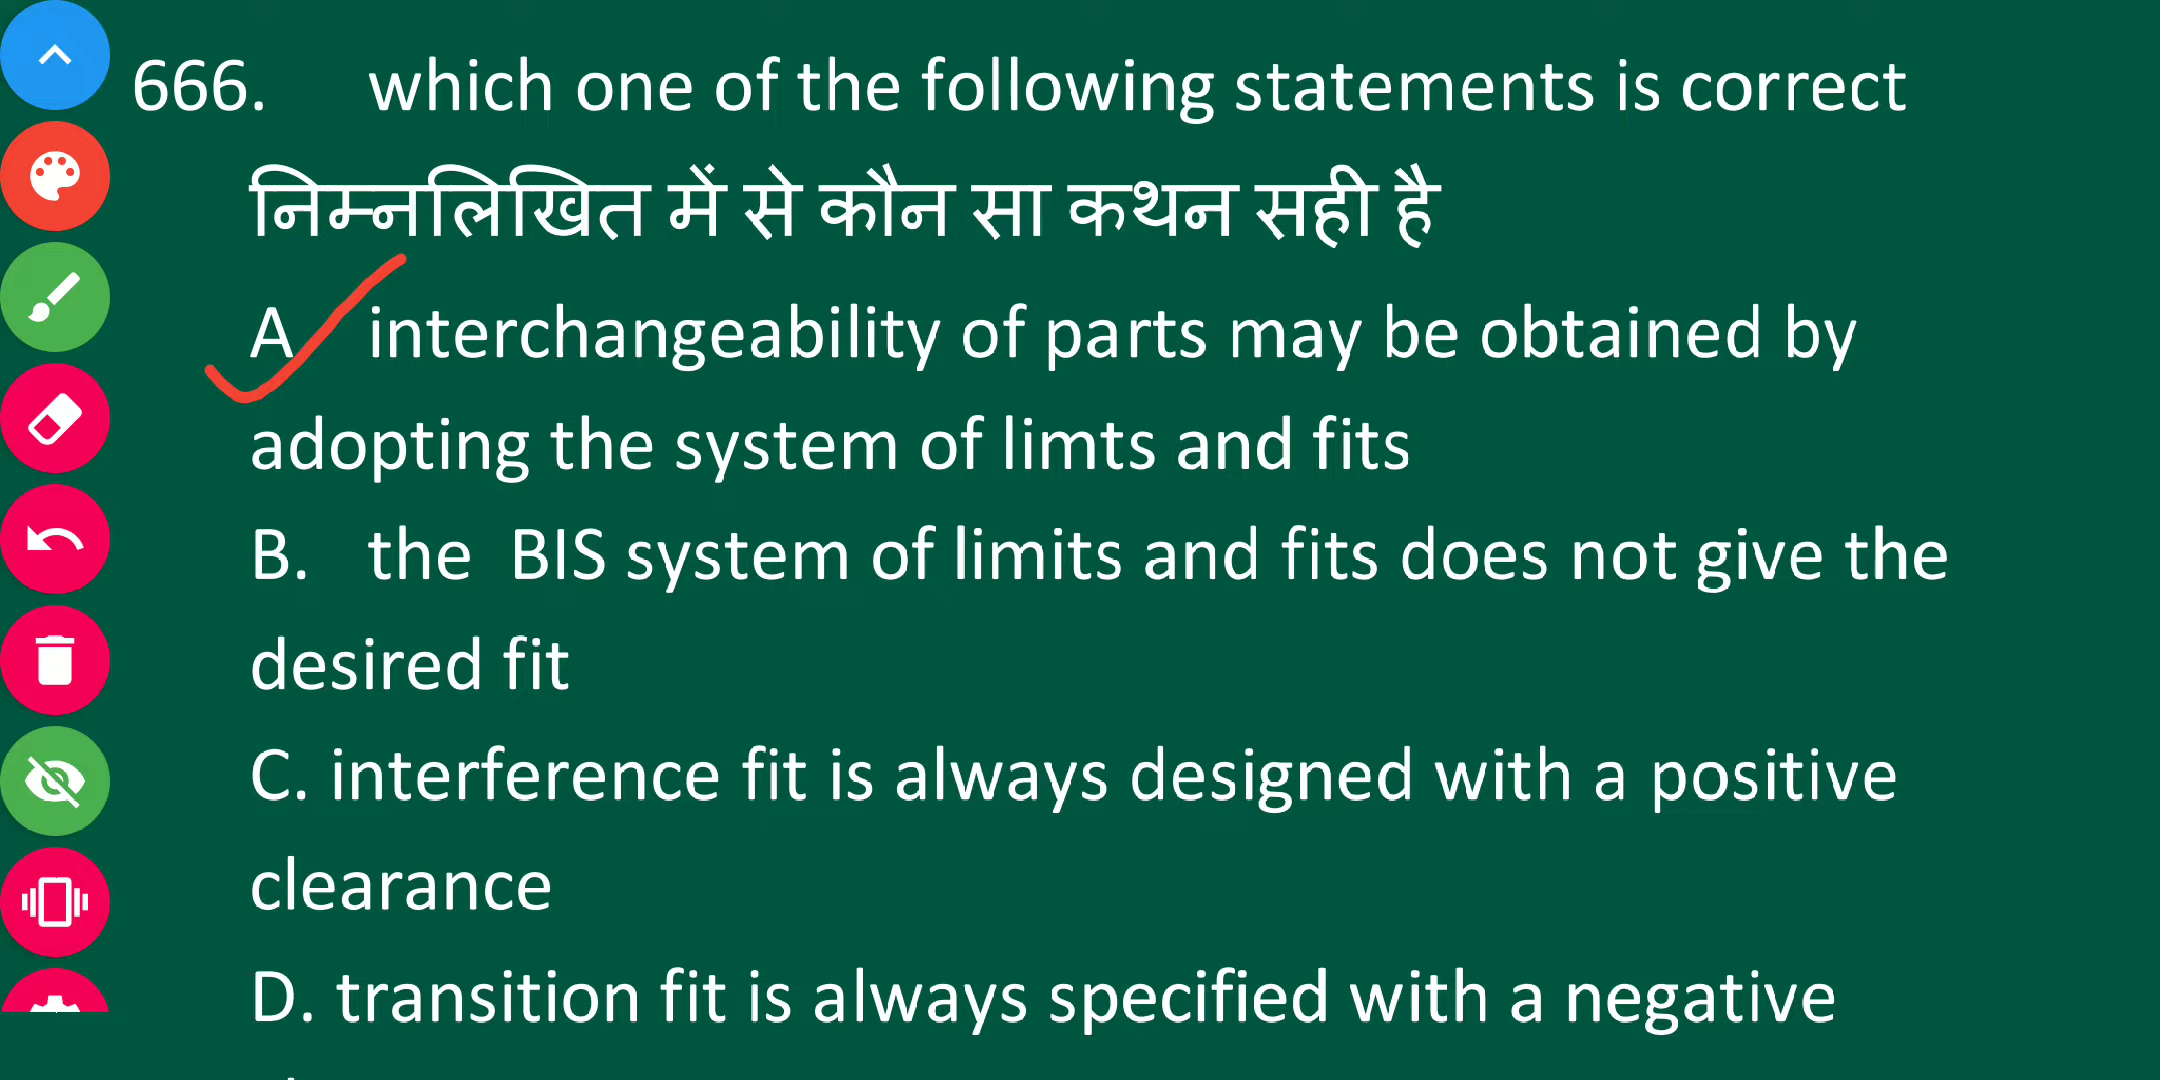 666. which one of the following statements is correct
निम्नलिखित में से कौन सा कथन सही है
A interchangeability of parts may be obtained by
adopting the system of limts and fits
B. the BIS system of limits and fits does not give the
desired fit
C. interference fit is always designed with a positive
clearance
D. transition fit is always specified with a negative